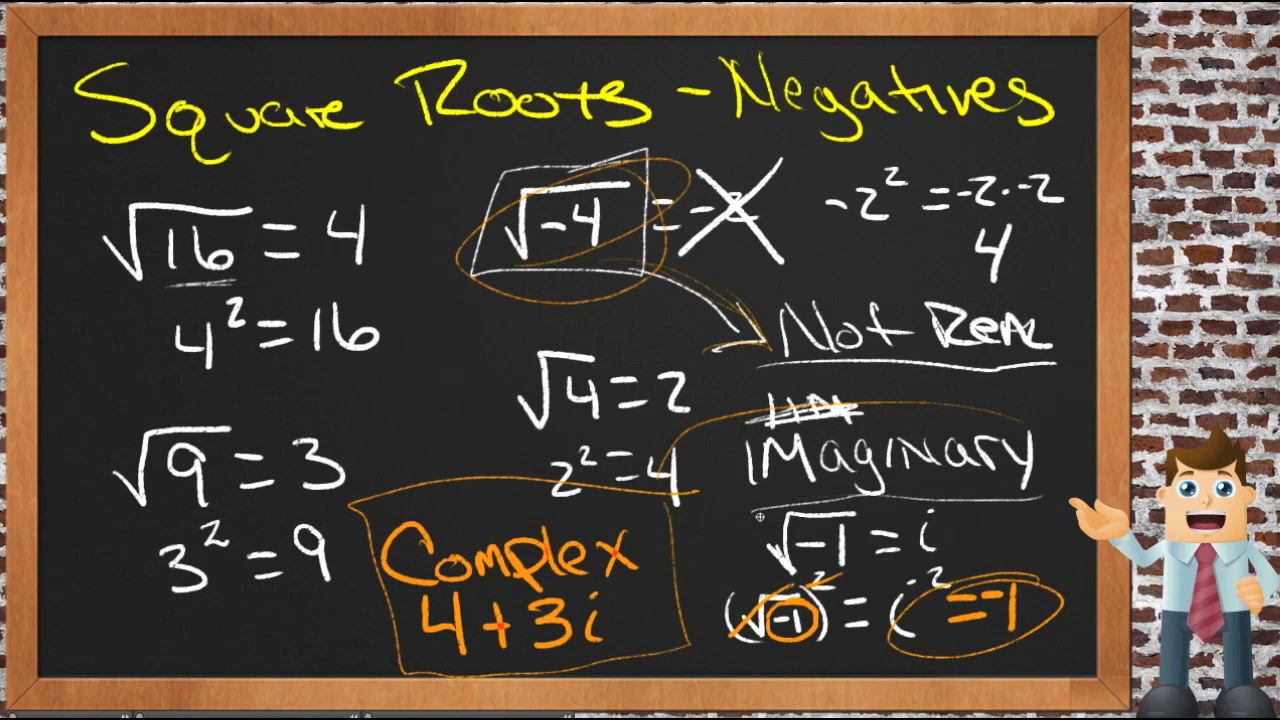 Square Roots - Negatives
√16 = 4
4² = 16
√9 = 3
3² = 9
√-4 = -2
√4 = 2
2² = 4
Complex
4 + 3i
-2² = -2 · -2
4
Not Real
Imaginary
√-1 = i
(√-1)² = i² = -1